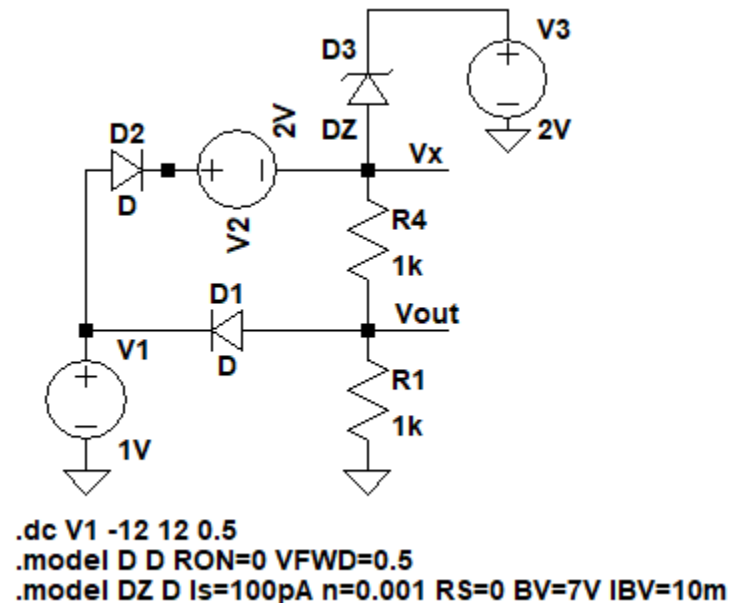 V3
D3
2V
DZ
2V
D2
Vx
D
V2
R4
1k
D1
Vout
V1
D
R1
1k
1V
.dc V1 -12 12 0.5
.model D D RON=0 VFWD=0.5
.model DZ D Is=100pA n=0.001 RS=0 BV=7V IBV=10m